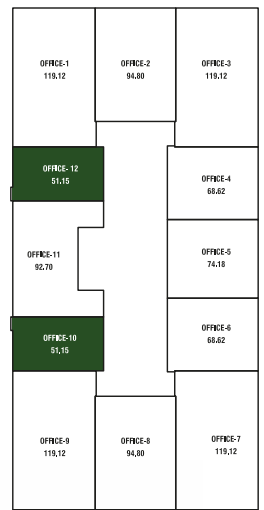 OFFICE-1
119.12
OFFICE-2
94.80
OFFICE-3
119.12
OFFICE- 12
51.15
OFFICE-4
68.62
OFFICE-11
92.70
OFFICE-5
74.18
OFFICE-10
51,15
OFFICE-6
68.62
OFFICE-9
119,12
OFFICE-8
94,80
OFFICE-7
119,12